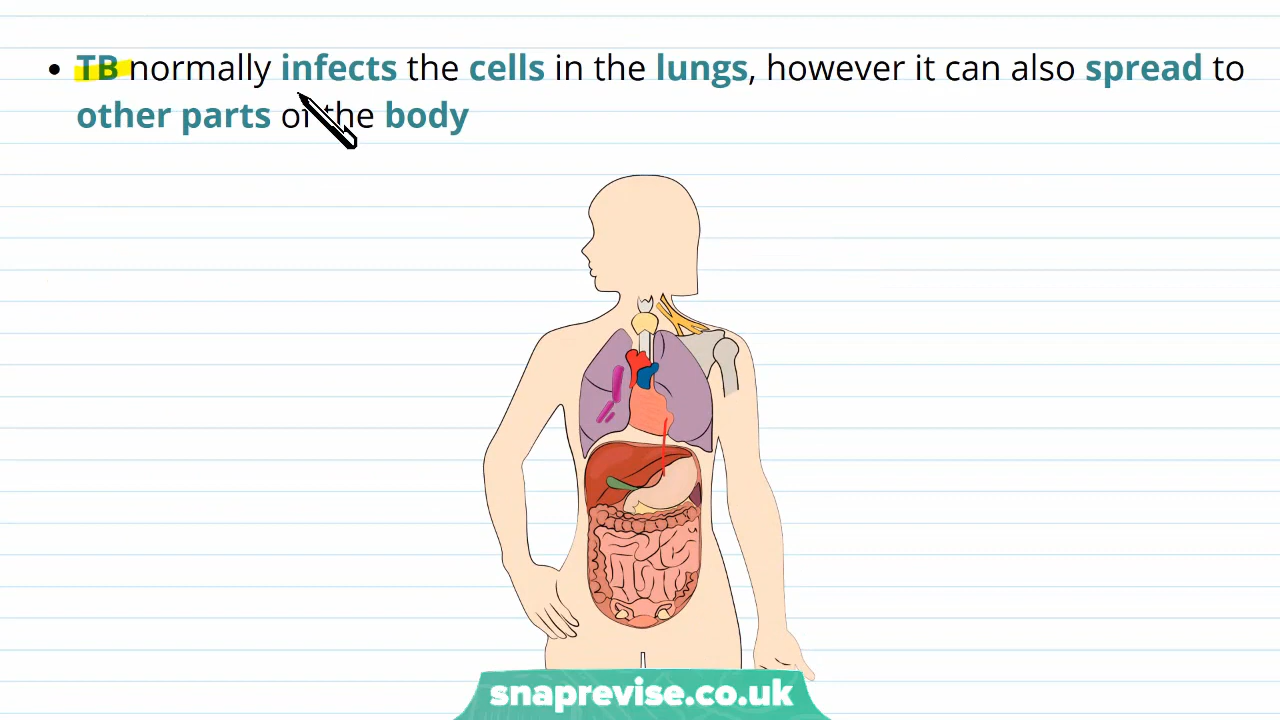 • TB normally infects the cells in the lungs, however it can also spread to
other parts of the body
snaprevise.co.uk